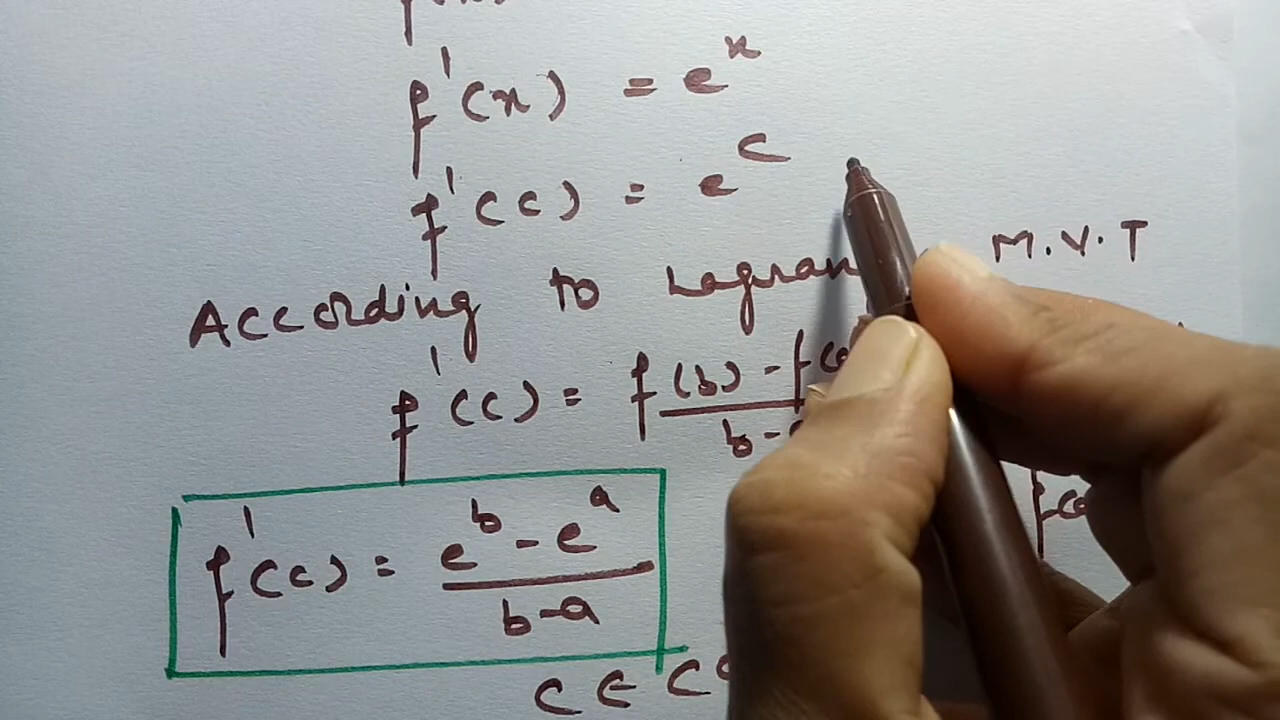 f'(x) = e^x
f'(c) = e^c
According to M.V.T
f'(c) = f(b) - f(
b-
f'(c) = e^b - e^a
b-a
c ∈ (